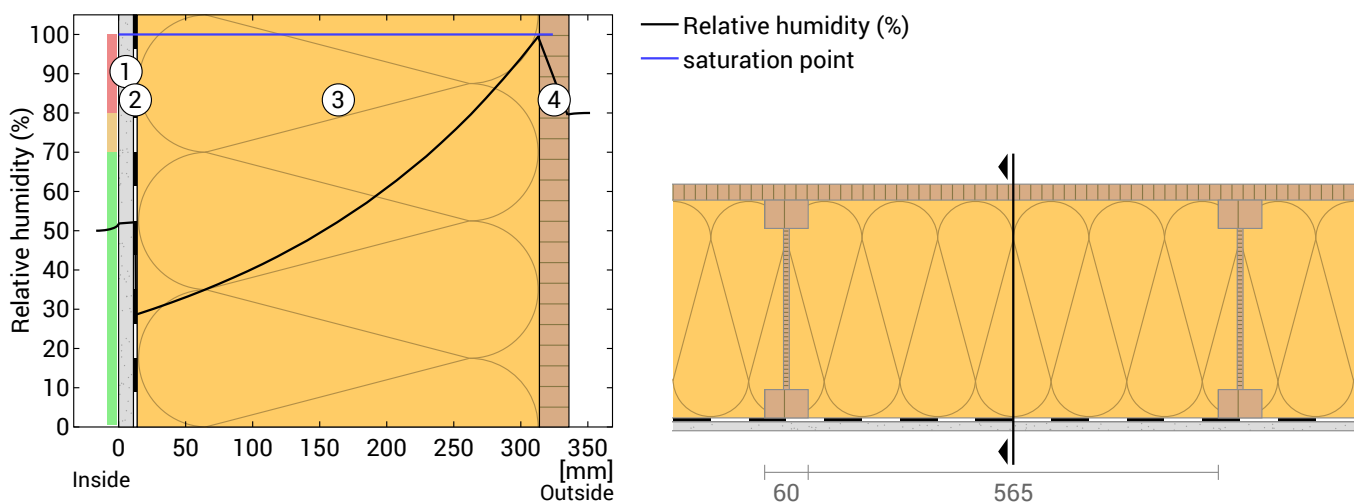 Relative humidity (%)
100
90
80
70
60
50
40
30
20
10
0
1
2
3
4
0 50 100 150 200 250 300 350
[mm]
Inside
Outside
Relative humidity (%)
saturation point
60 565